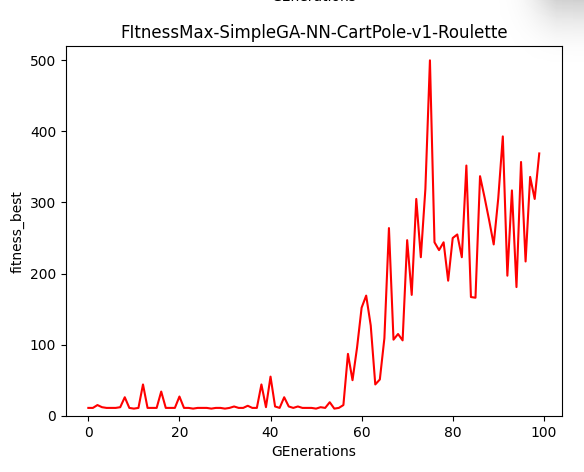 GEnerations
FItnessMax-SimpleGA-NN-CartPole-v1-Roulette
500
400
300
200
100
0
fitness_best
0 20 40 60 80 100
GEnerations